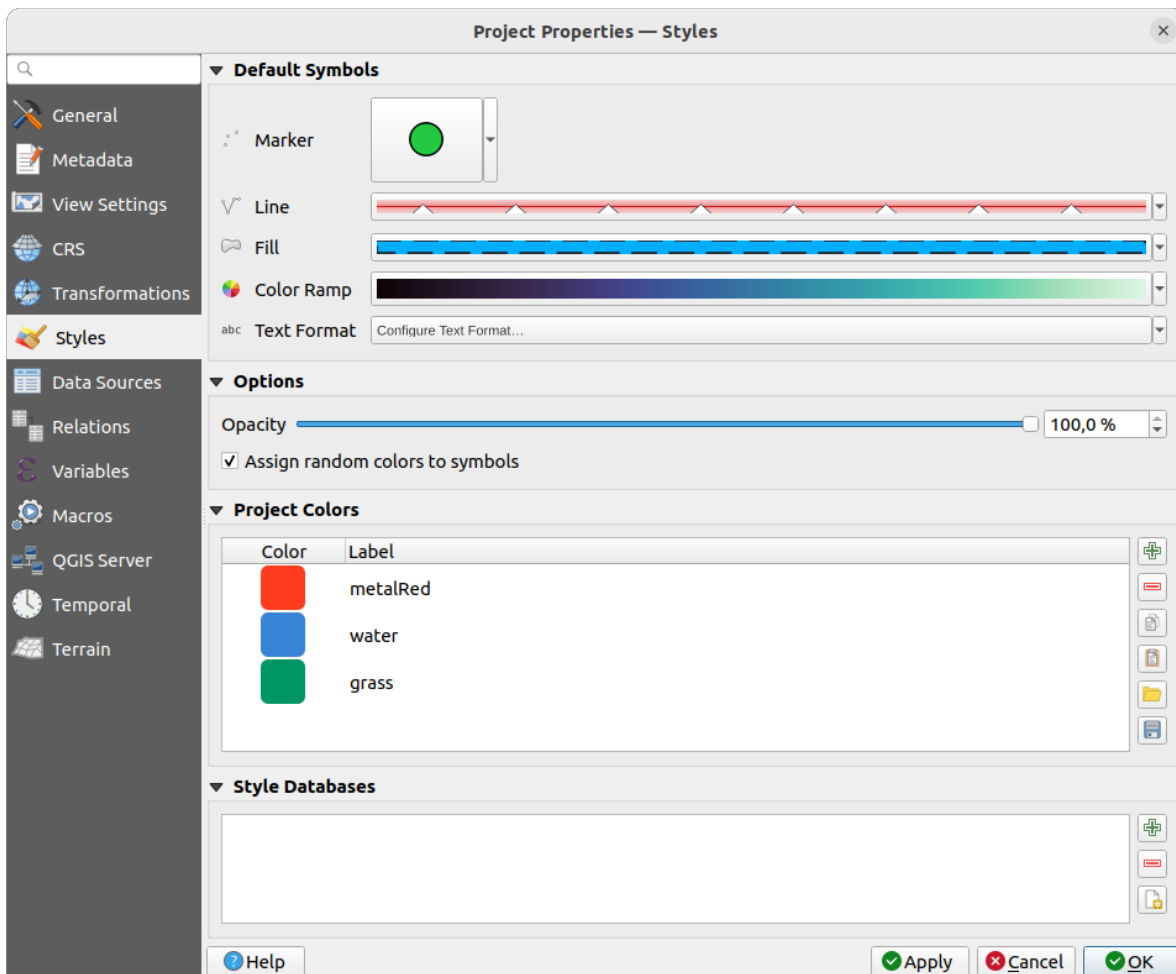 Project Properties — Styles
General
Metadata
View Settings
CRS
Transformations
Styles
Data Sources
Relations
Variables
Macros
QGIS Server
Temporal
Terrain
Default Symbols
Marker
Line
Fill
Color Ramp
abc Text Format Configure Text Format...
Options
Opacity 100,0 %
Assign random colors to symbols
Project Colors
Color Label
metalRed
water
grass
Style Databases
Help Apply Cancel OK